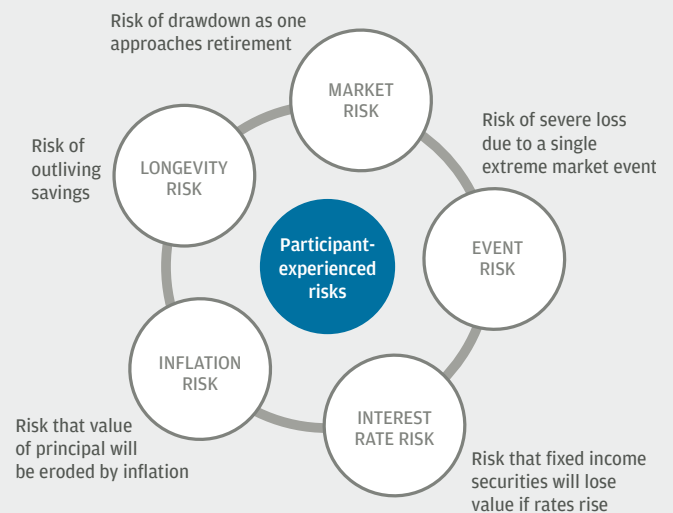 Risk of drawdown as one
approaches retirement
MARKET
RISK
Risk of severe loss
due to a single
extreme market event
EVENT
RISK
Risk that fixed income
securities will lose
value if rates rise
INTEREST
RATE RISK
Risk that value
of principal will
be eroded by inflation
INFLATION
RISK
Risk of
outliving
savings
LONGEVITY
RISK
Participant-
experienced
risks